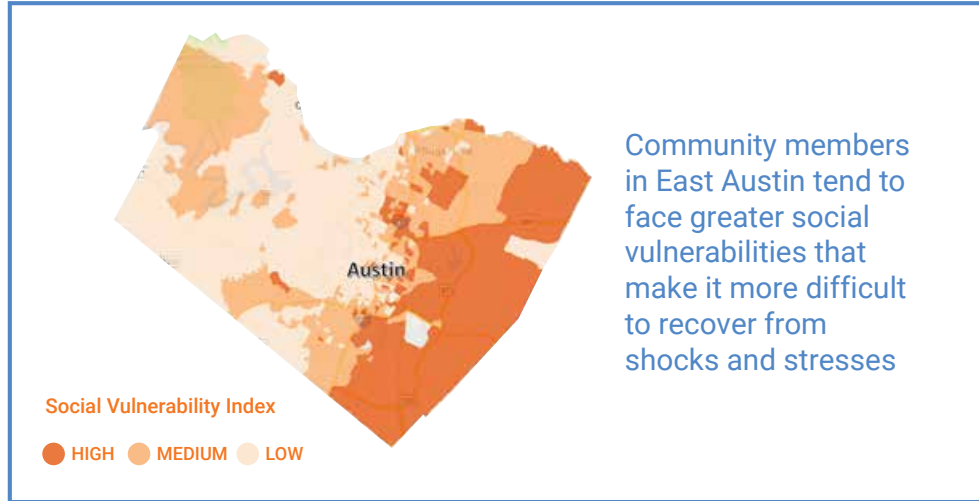 Austin
Community members
in East Austin tend to
face greater social
vulnerabilities that
make it more difficult
to recover from
shocks and stresses
Social Vulnerability Index
HIGH MEDIUM LOW